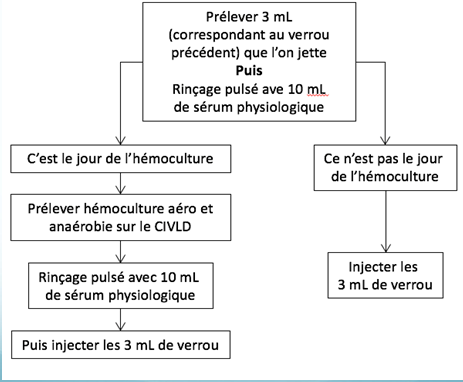 Prélever 3 mL
(correspondant au verrou
précédent) que l'on jette
Puis
Rinçage pulsé ave 10 mL
de sérum physiologique
C'est le jour de l'hémoculture
Ce n'est pas le jour
de l'hémoculture
Prélever hémoculture aéro et
anaérobie sur le CIVLD
Rinçage pulsé avec 10 mL
de sérum physiologique
Injecter les
3 mL de verrou
Puis injecter les 3 mL de verrou